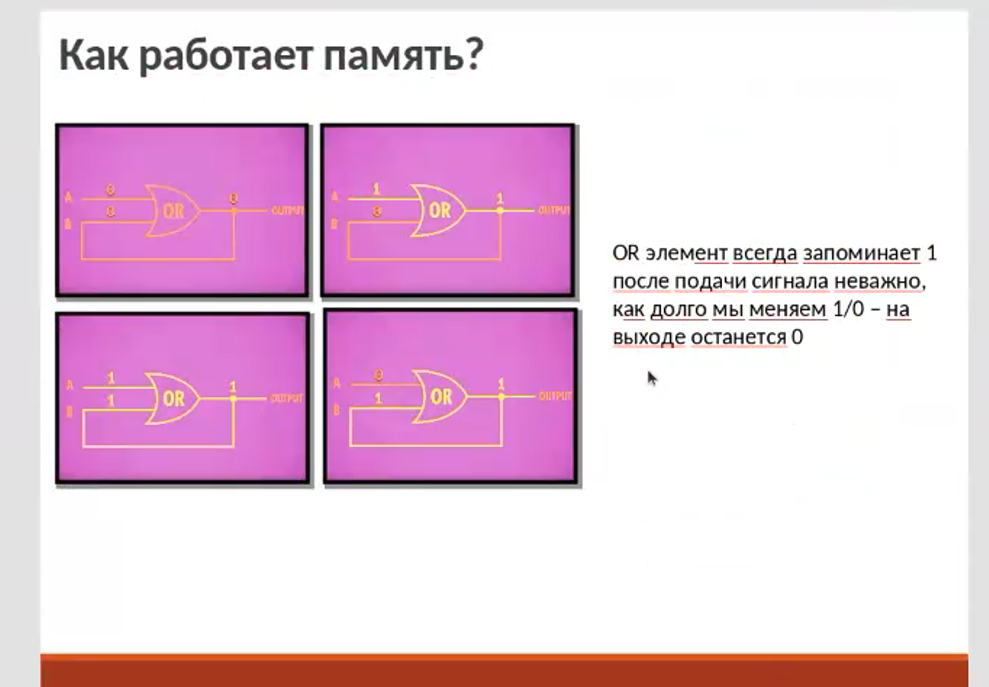 Как работает память?
A 0
0
B
OR
0
OUTPUT
A 1
0
B
OR
1
OUTPUT
A 1
1
B
OR
1
OUTPUT
A 0
1
B
OR
1
OUTPUT
OR элемент всегда запоминает 1
после подачи сигнала неважно,
как долго мы меняем 1/0 – на
выходе останется 0